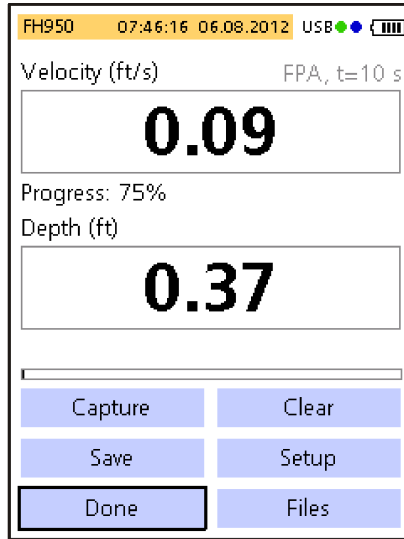 FH950 07:46:16 06.08.2012 USB
Velocity (ft/s) FPA, t=10 s
0.09
Progress: 75%
Depth (ft)
0.37
Capture Clear
Save Setup
Done Files